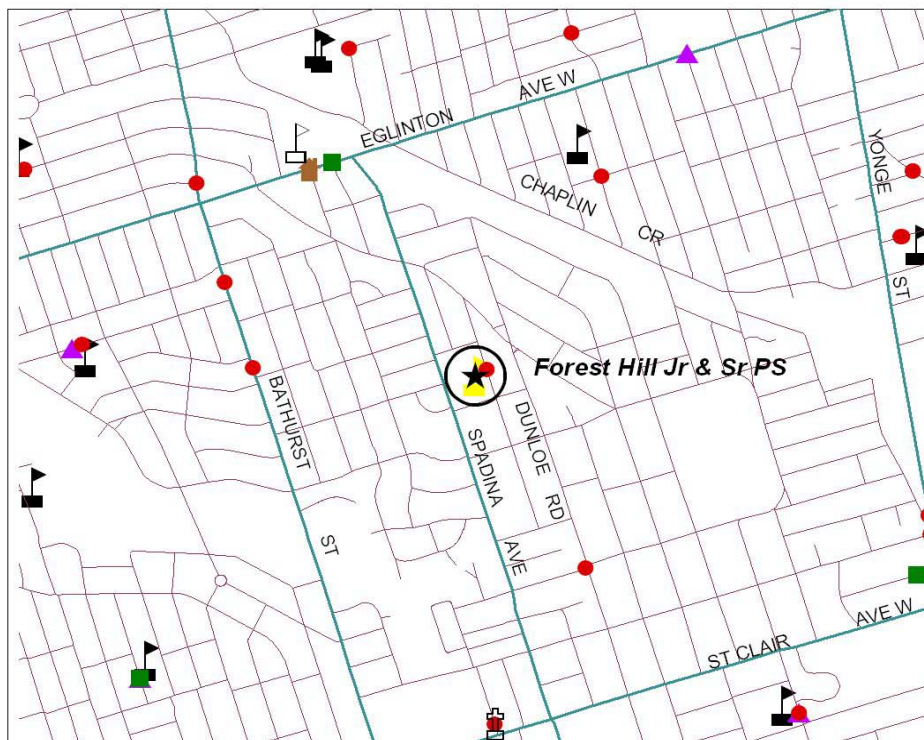 AVE W
EGLINTON
YONGE
CHAPLIN
CR
ST
Forest Hill Jr & Sr PS
BATHURST
DUNLOE
SPADINA
RD
ST
AVE
AVE W
ST CLAIR